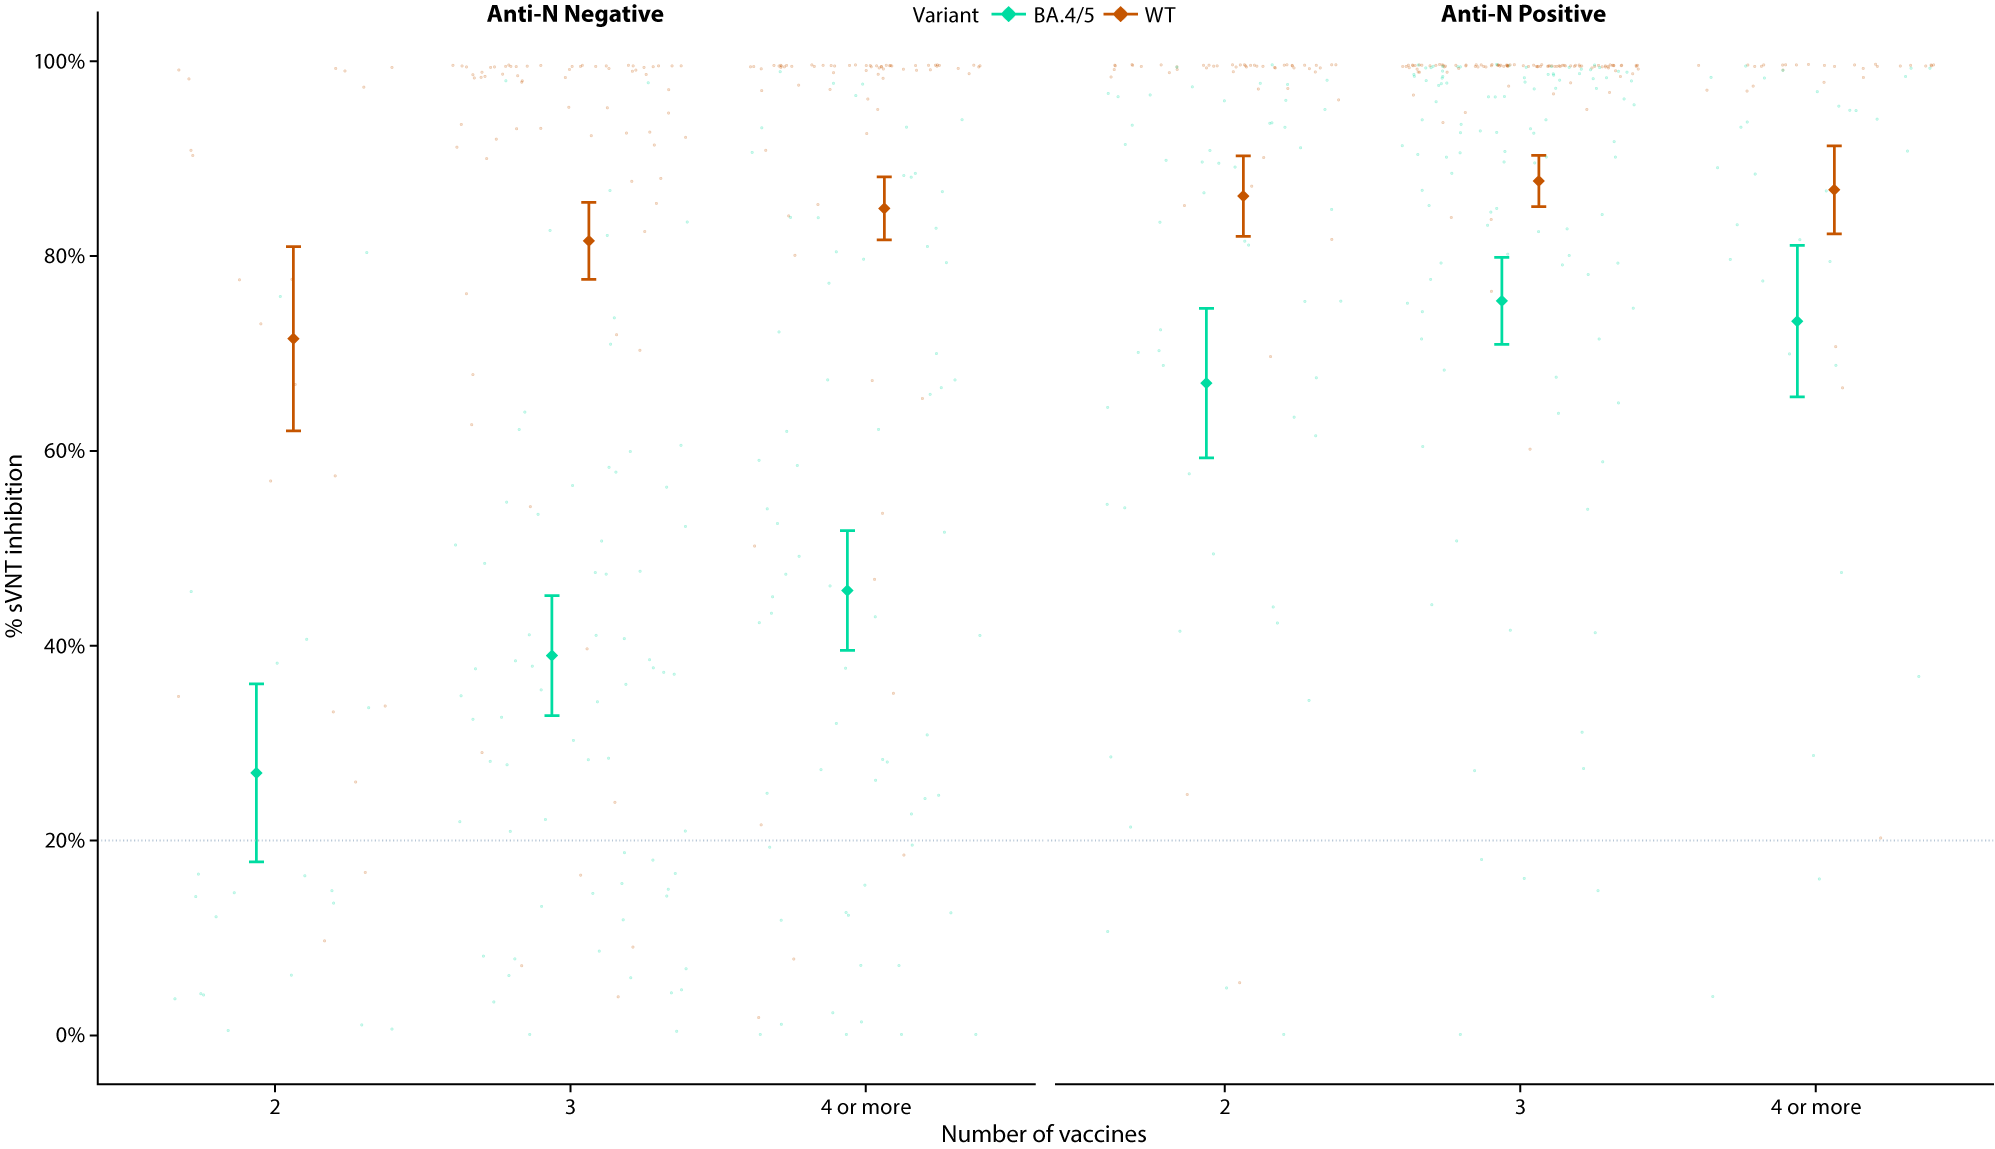 Anti-N Negative
Variant BA.4/5 WT
Anti-N Positive
100%
80%
60%
40%
20%
0%
% sVNT inhibition
2 3 4 or more 2 3 4 or more
Number of vaccines